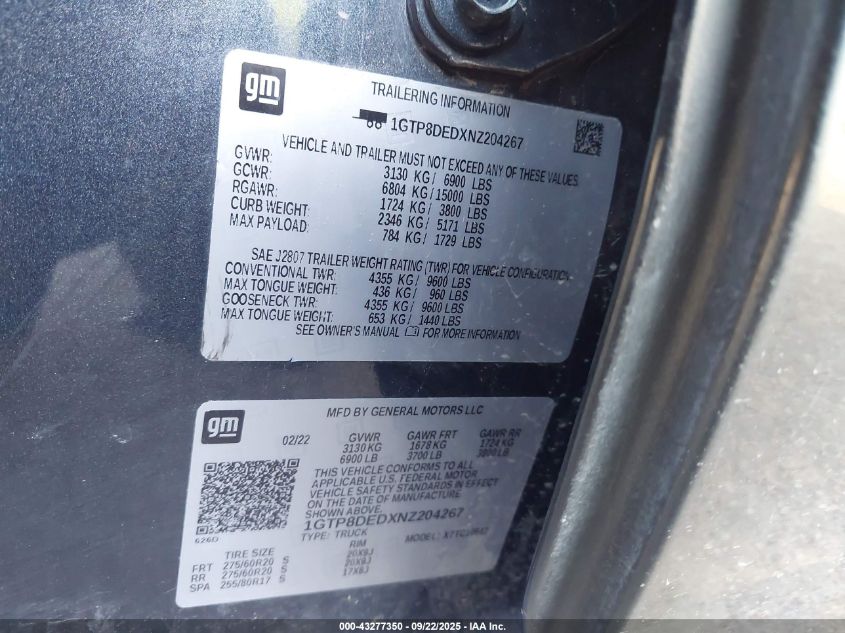 gm
TRAILERING INFORMATION
1GTP8DEDXNZ204267
VEHICLE AND TRAILER MUST NOT EXCEED ANY OF THESE VALUES.
GVWR: 3130 KG/ 6900 LBS
GCWR: 6804 KG/15000 LBS
RGAWR: 1724 KG/ 3800 LBS
CURB WEIGHT: 2346 KG/ 5171 LBS
MAX PAYLOAD: 784 KG/ 1729 LBS
SAE J2807 TRAILER WEIGHT RATING (TWR) FOR VEHICLE CONFIGURATION
CONVENTIONAL TWR: 4355 KG/ 9600 LBS
MAX TONGUE WEIGHT: 436 KG/ 960 LBS
GOOSENECK TWR: 4355 KG/ 9600 LBS
MAX TONGUE WEIGHT: 653 KG/ 1440 LBS
SEE OWNER'S MANUAL FOR MORE INFORMATION
gm
MFD BY GENERAL MOTORS LLC
02/22 GVWR GAWR FRT GAWR RR
3130 KG 1678 KG 1724 KG
6900 LB 3700 LB 3800 LB
THIS VEHICLE CONFORMS TO ALL
APPLICABLE U.S. FEDERAL MOTOR
VEHICLE SAFETY STANDARDS IN EFFECT
ON THE DATE OF MANUFACTURE
SHOWN ABOVE.
1GTP8DEDXNZ204267
626D TYPE: TRUCK MODEL:
TIRE SIZE RIM
FRT 275/60R20 S 20X9J
RR 275/60R20 S 20X9J
SPA 255/80R17 S 17X8J
000-43277350 - 09/22/2025 - IAA Inc.